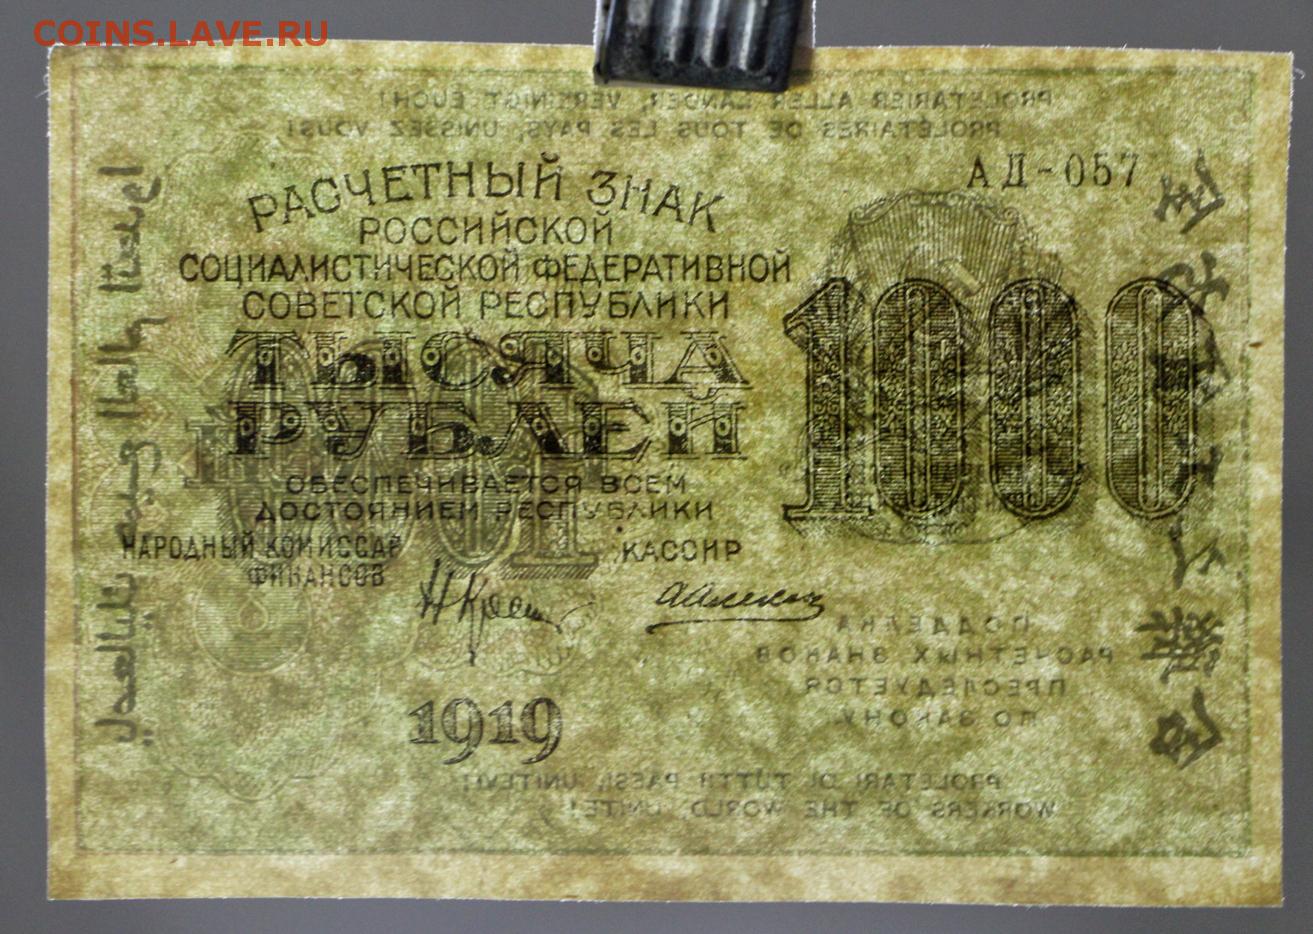 COINS.LAVE.RU
PROLETARIER ALLER LÄNDER, VEREINIGT EUCH!
PROLÉTAIRES DE TOUS LES PAYS, UNISSEZ VOUS!
АД-057
РАСЧЕТНЫЙ ЗНАК
РОССИЙСКОЙ
СОЦИАЛИСТИЧЕСКОЙ ФЕДЕРАТИВНОЙ
СОВЕТСКОЙ РЕСПУБЛИКИ
ТЫСЯЧА
РУБЛЕЙ
1000
1000
ОБЕСПЕЧИВАЕТСЯ ВСЕМ
ДОСТОЯНИЕМ РЕСПУБЛИКИ
НАРОДНЫЙ КОМИССАР
ФИНАНСОВ
КАССИР
ПОДДЕЛКА
РАСЧЕТНЫХ ЗНАКОВ
ПРЕСЛЕДУЕТСЯ
ПО ЗАКОНУ
1919
PROLETARI DI TUTTI PAESI, UNITEVI!
WORKERS OF THE WORLD, UNITE!